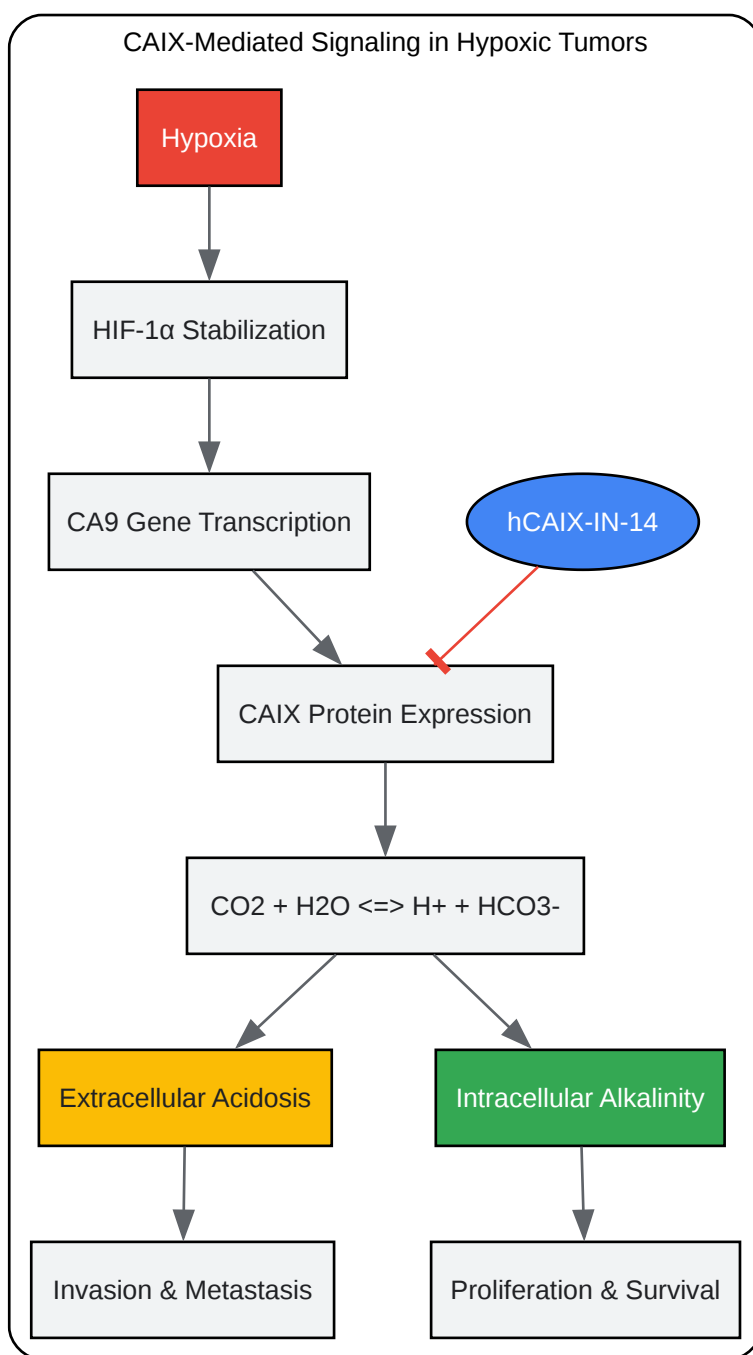 CAIX-Mediated Signaling in Hypoxic Tumors
Hypoxia
HIF-1α Stabilization
CA9 Gene Transcription
hCAIX-IN-14
CAIX Protein Expression
CO2 + H2O <=> H+ + HCO3-
Extracellular Acidosis
Intracellular Alkalinity
Invasion & Metastasis
Proliferation & Survival